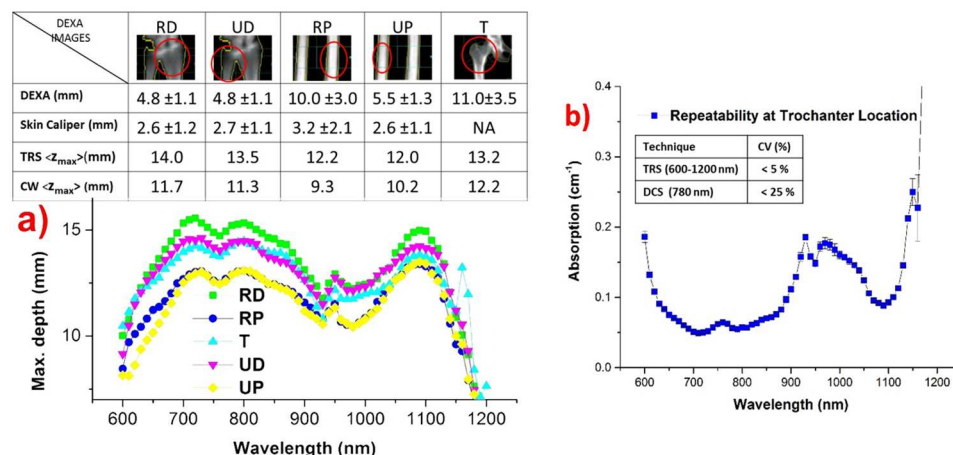 DEXA IMAGES RD UD RP UP T
DEXA (mm) 4.8 ±1.1 4.8 ±1.1 10.0 ±3.0 5.5 ±1.3 11.0±3.5
Skin Caliper (mm) 2.6 ±1.2 2.7 ±1.1 3.2 ±2.1 2.6 ±1.1 NA
TRS <z_max>(mm) 14.0 13.5 12.2 12.0 13.2
CW <z_max> (mm) 11.7 11.3 9.3 10.2 12.2
a)
Max. depth (mm)
15
10
RD
RP
T
UD
UP
600 700 800 900 1000 1100 1200
Wavelength (nm)
b)
Repeatability at Trochanter Location
Technique CV (%)
TRS (600-1200 nm) < 5 %
DCS (780 nm) < 25 %
Absorption (cm⁻¹)
0.4
0.3
0.2
0.1
0.0
600 700 800 900 1000 1100 1200
Wavelength (nm)